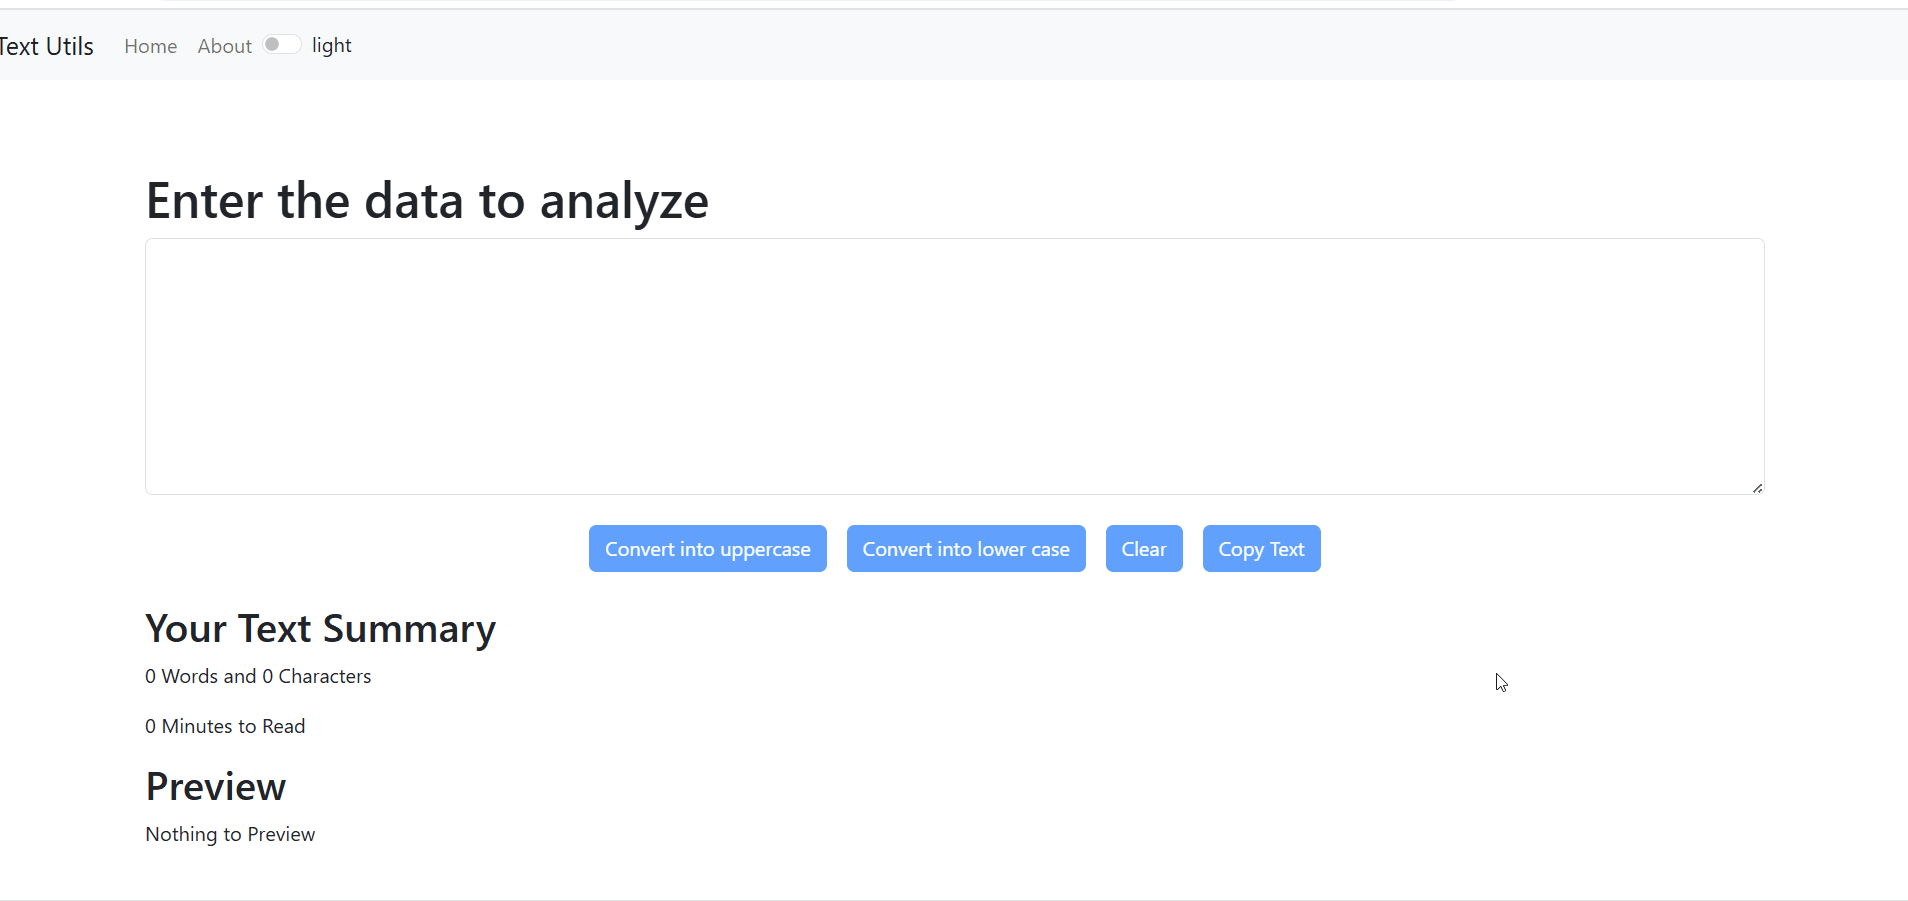 Text Utils Home About light
Enter the data to analyze
Convert into uppercase Convert into lower case Clear Copy Text
Your Text Summary
0 Words and 0 Characters
0 Minutes to Read
Preview
Nothing to Preview